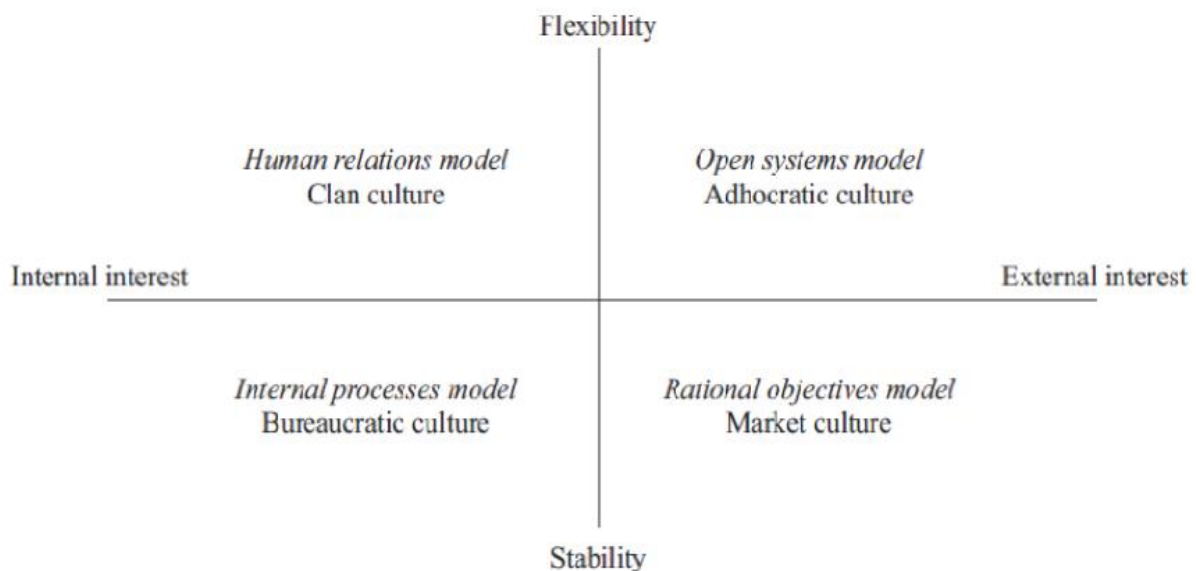 Flexibility
Human relations model
Clan culture
Open systems model
Adhocratic culture
Internal interest
External interest
Internal processes model
Bureaucratic culture
Rational objectives model
Market culture
Stability